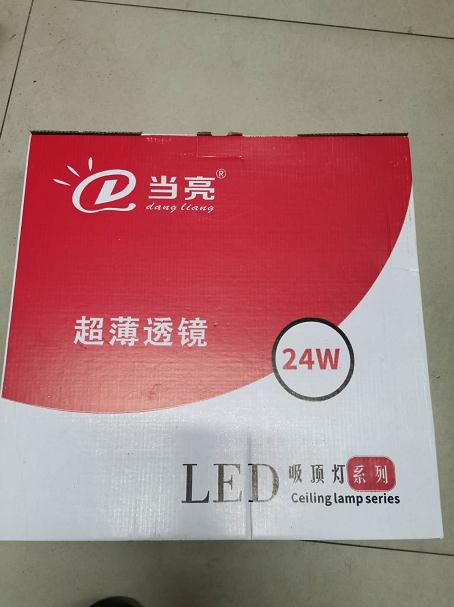 当亮®
dang liang
超薄透镜
24W
LED 吸顶灯系列
Ceiling lamp series